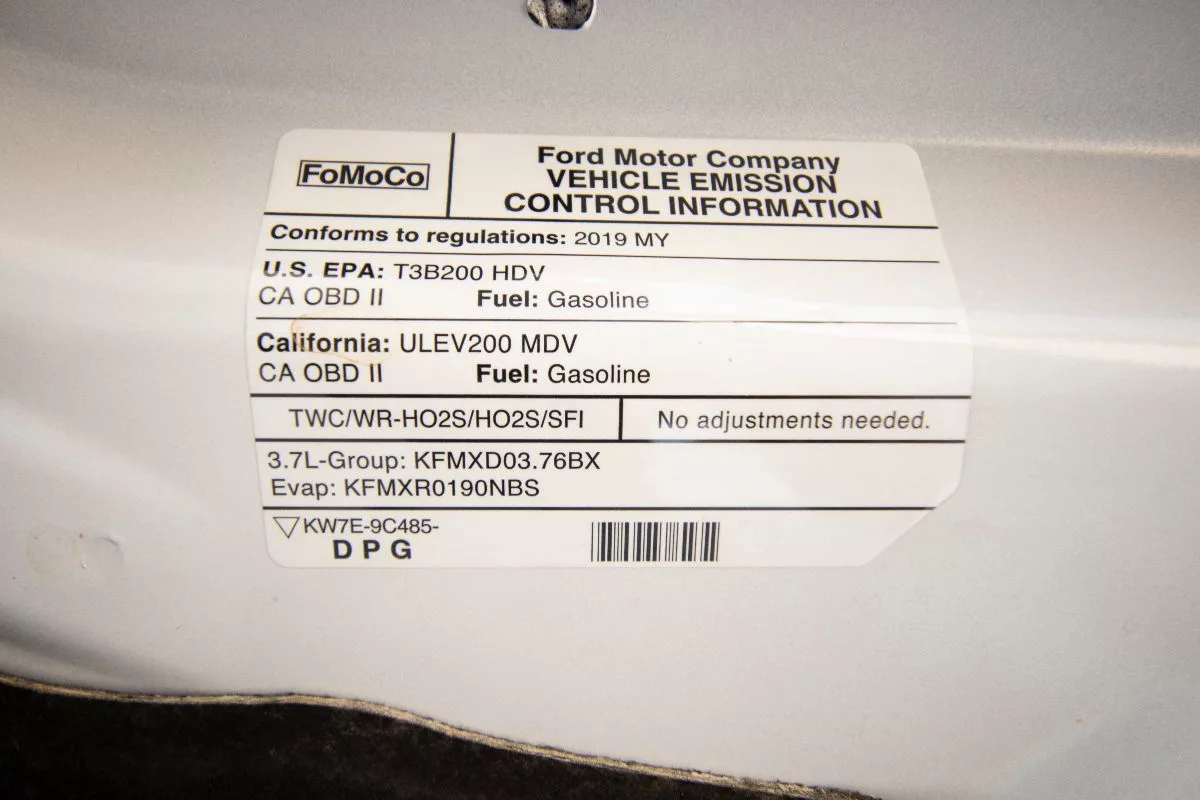 FoMoCo
Ford Motor Company
VEHICLE EMISSION
CONTROL INFORMATION
Conforms to regulations: 2019 MY
U.S. EPA: T3B200 HDV
CA OBD II Fuel: Gasoline
California: ULEV200 MDV
CA OBD II Fuel: Gasoline
TWC/WR-HO2S/HO2S/SFI
No adjustments needed.
3.7L-Group: KFMXD03.76BX
Evap: KFMXR0190NBS
▽KW7E-9C485-
D P G